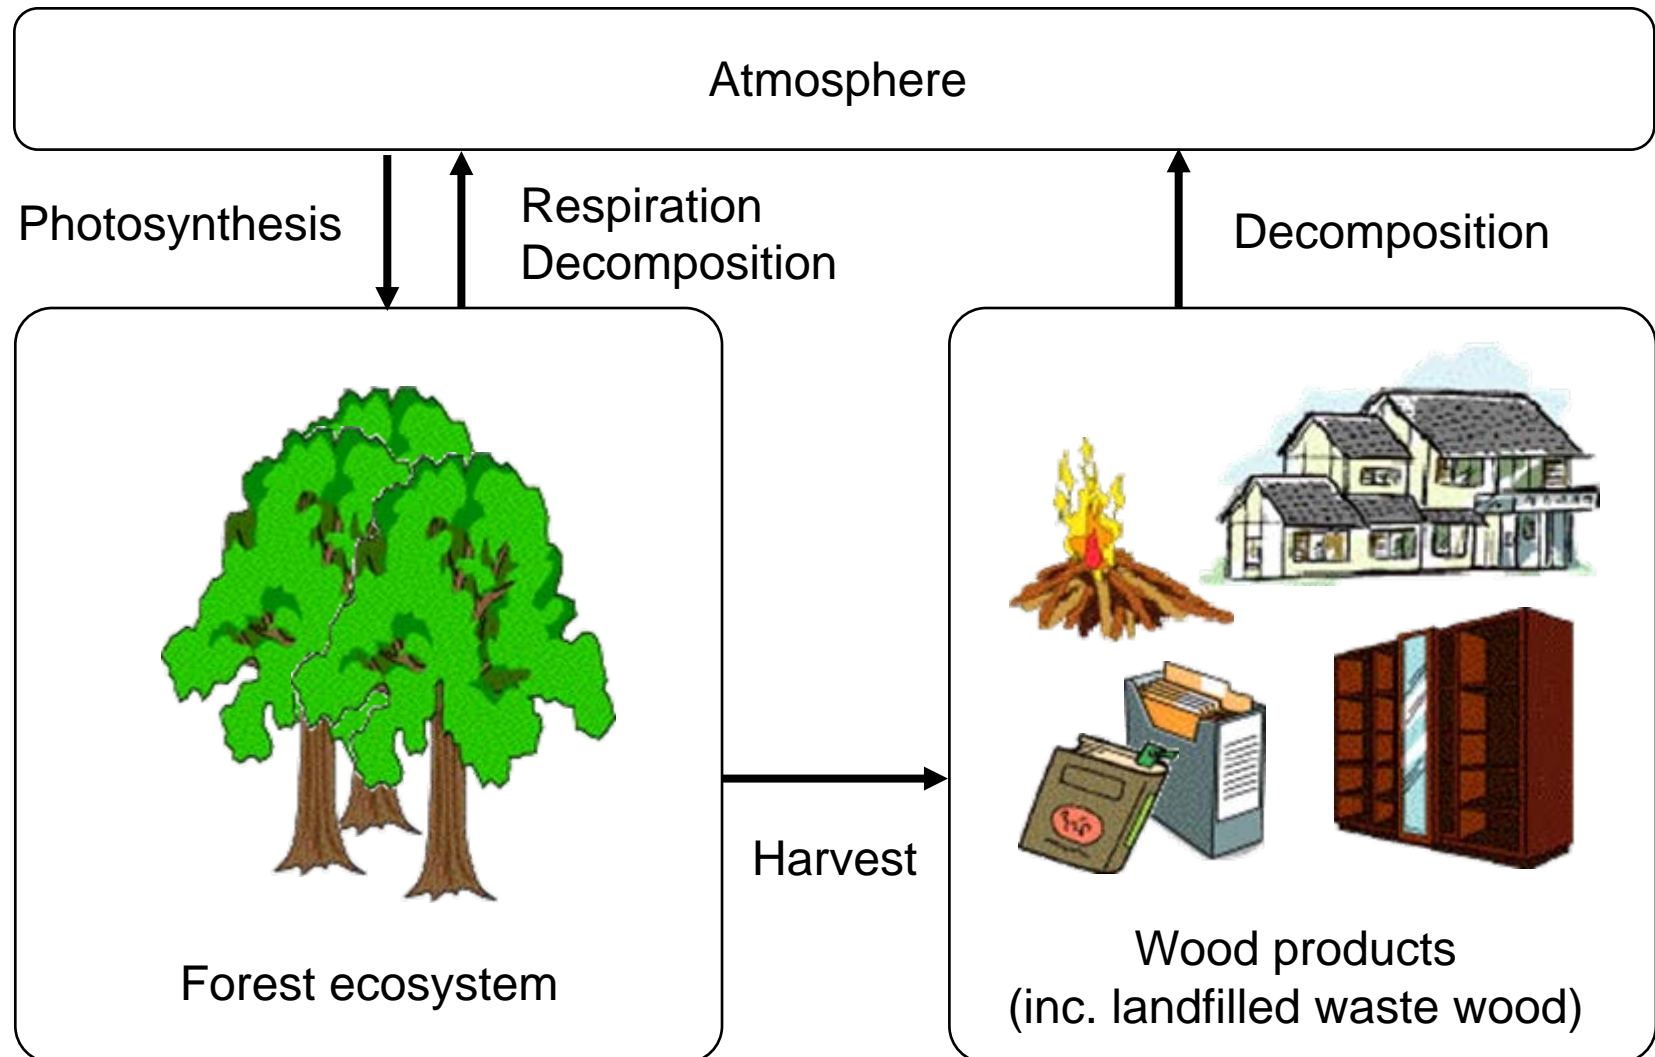 Atmosphere
Photosynthesis
Respiration
Decomposition
Decomposition
Harvest
Forest ecosystem
Wood products
(inc. landfilled waste wood)